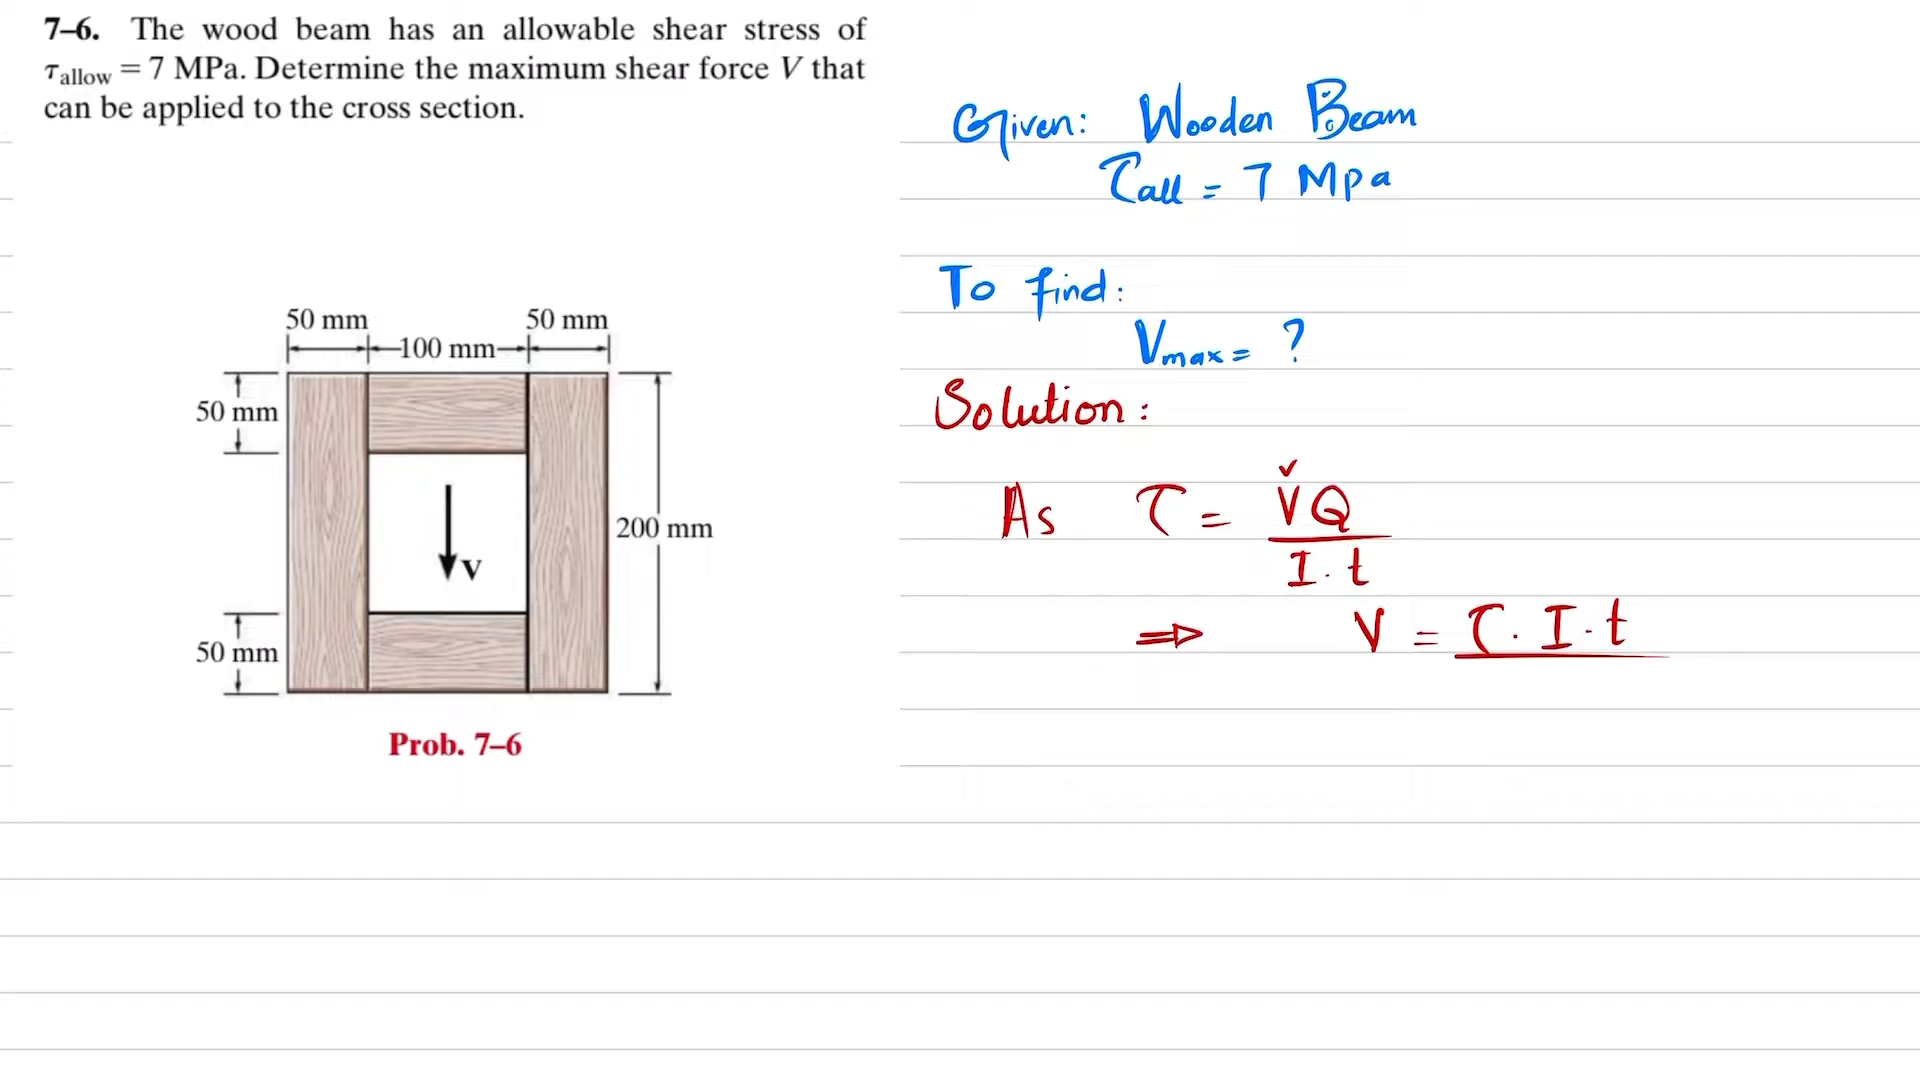 7–6. The wood beam has an allowable shear stress of
τallow = 7 MPa. Determine the maximum shear force V that
can be applied to the cross section.
Given: Wooden Beam
τall = 7 Mpa
To find:
Vmax = ?
Solution:
As τ = VQ
I.t
⇒ V = τ.I.t
50 mm 50 mm
100 mm
50 mm
200 mm
V
50 mm
Prob. 7–6